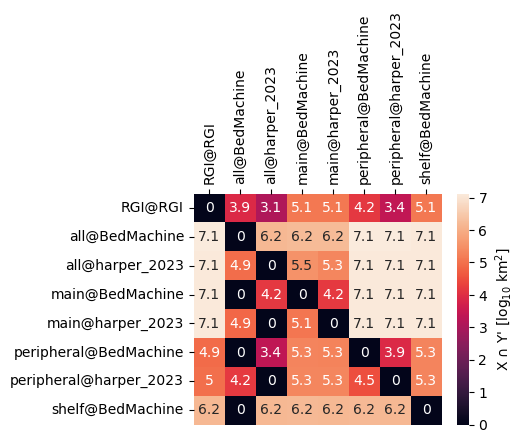 RGI@RGI all@BedMachine all@harper_2023 main@BedMachine main@harper_2023 peripheral@BedMachine peripheral@harper_2023 shelf@BedMachine
RGI@RGI 0 3.9 3.1 5.1 5.1 4.2 3.4 5.1
all@BedMachine 7.1 0 6.2 6.2 6.2 7.1 7.1 7.1
all@harper_2023 7.1 4.9 0 5.5 5.3 7.1 7.1 7.1
main@BedMachine 7.1 0 4.2 0 4.2 7.1 7.1 7.1
main@harper_2023 7.1 4.9 0 5.1 0 7.1 7.1 7.1
peripheral@BedMachine 4.9 0 3.4 5.3 5.3 0 3.9 5.3
peripheral@harper_2023 5 4.2 0 5.3 5.3 4.5 0 5.3
shelf@BedMachine 6.2 0 6.2 6.2 6.2 6.2 6.2 0
7
6
5
4
3
2
1
0
X ∩ Y' [log₁₀ km²]